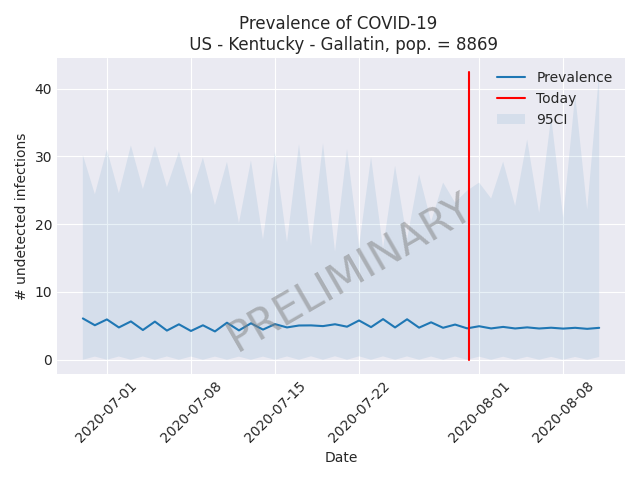 Prevalence of COVID-19
US - Kentucky - Gallatin, pop. = 8869
Prevalence
Today
95CI
40
30
20
10
0
# undetected infections
PRELIMINARY
2020-07-01
2020-07-08
2020-07-15
2020-07-22
2020-08-01
2020-08-08
Date